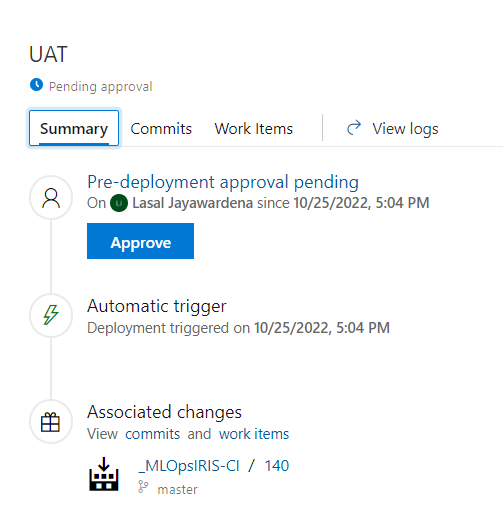 UAT
Pending approval
Summary Commits Work Items View logs
Pre-deployment approval pending
On LJ Lasal Jayawardena since 10/25/2022, 5:04 PM
Approve
Automatic trigger
Deployment triggered on 10/25/2022, 5:04 PM
Associated changes
View commits and work items
_MLOpsIRIS-CI / 140
master